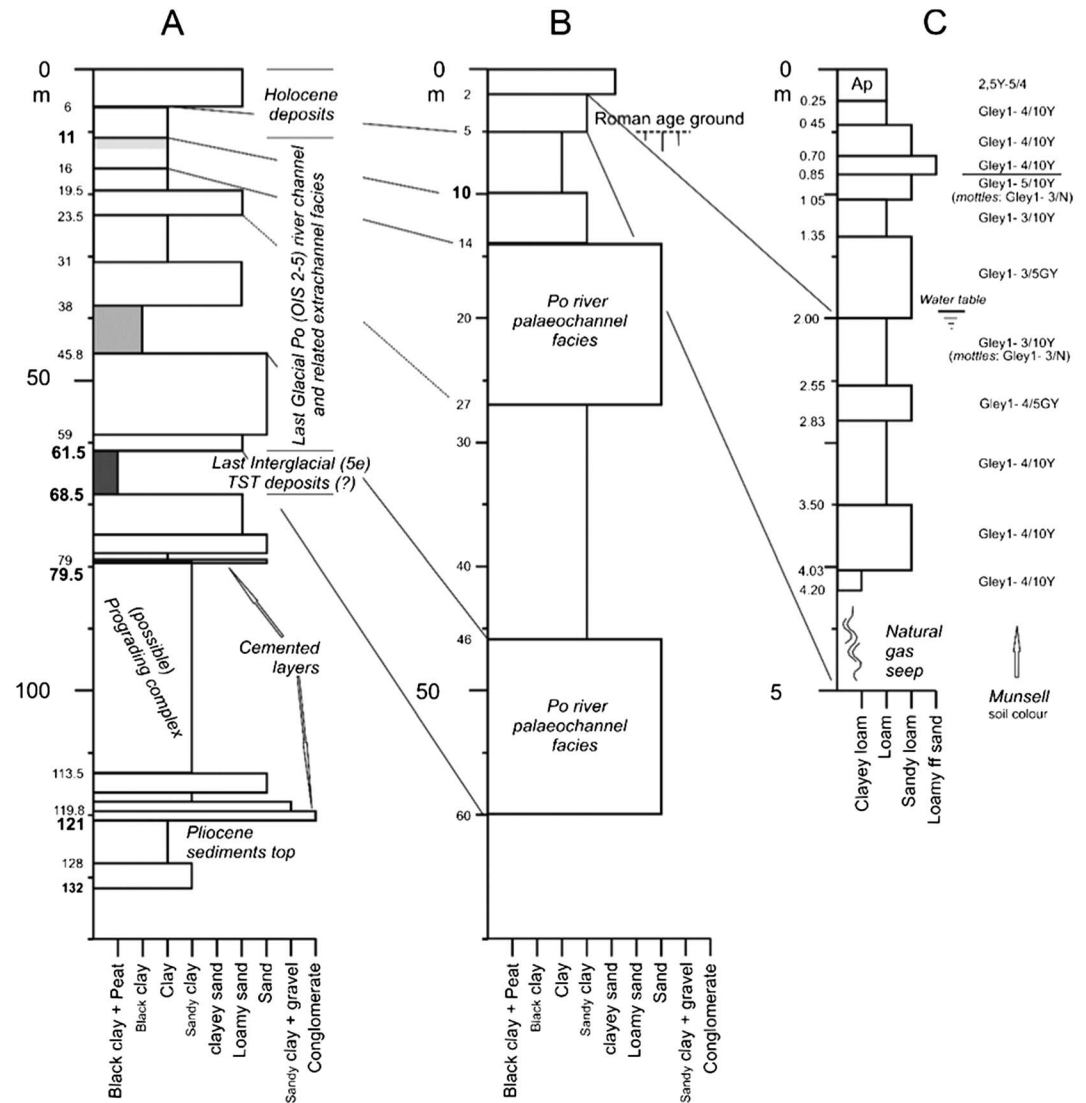 A
0
m
6
11
16
19.5
23.5
31
38
45.8
50
59
61.5
68.5
79
79.5
100
113.5
119.8
121
128
132
Holocene
deposits
Last Glacial Po (OIS 2-5) river channel
and related extrachannel facies
Last Interglacial (5e)
TST deposits (?)
(possible)
Prograding complex
Cemented
layers
Pliocene
sediments top
Black clay + Peat
Black clay
Clay
Sandy clay
clayey sand
Loamy sand
Sand
Sandy clay + gravel
Conglomerate
B
0
m
2
5
10
14
20
27
30
40
46
50
60
Roman age ground
Po river
palaeochannel
facies
Po river
palaeochannel
facies
Black clay + Peat
Black clay
Clay
Sandy clay
clayey sand
Loamy sand
Sand
Sandy clay + gravel
Conglomerate
C
0
m
0.25
0.45
0.70
0.85
1.05
1.35
2.00
2.55
2.83
3.50
4.03
4.20
5
Ap
2,5Y-5/4
Gley1- 4/10Y
Gley1- 4/10Y
Gley1- 4/10Y
Gley1- 5/10Y
(mottles: Gley1- 3/N)
Gley1- 3/10Y
Gley1- 3/5GY
Water table
Gley1- 3/10Y
(mottles: Gley1- 3/N)
Gley1- 4/5GY
Gley1- 4/10Y
Gley1- 4/10Y
Gley1- 4/10Y
Natural
gas
seep
Munsell
soil colour
Clayey loam
Loam
Sandy loam
Loamy ff sand